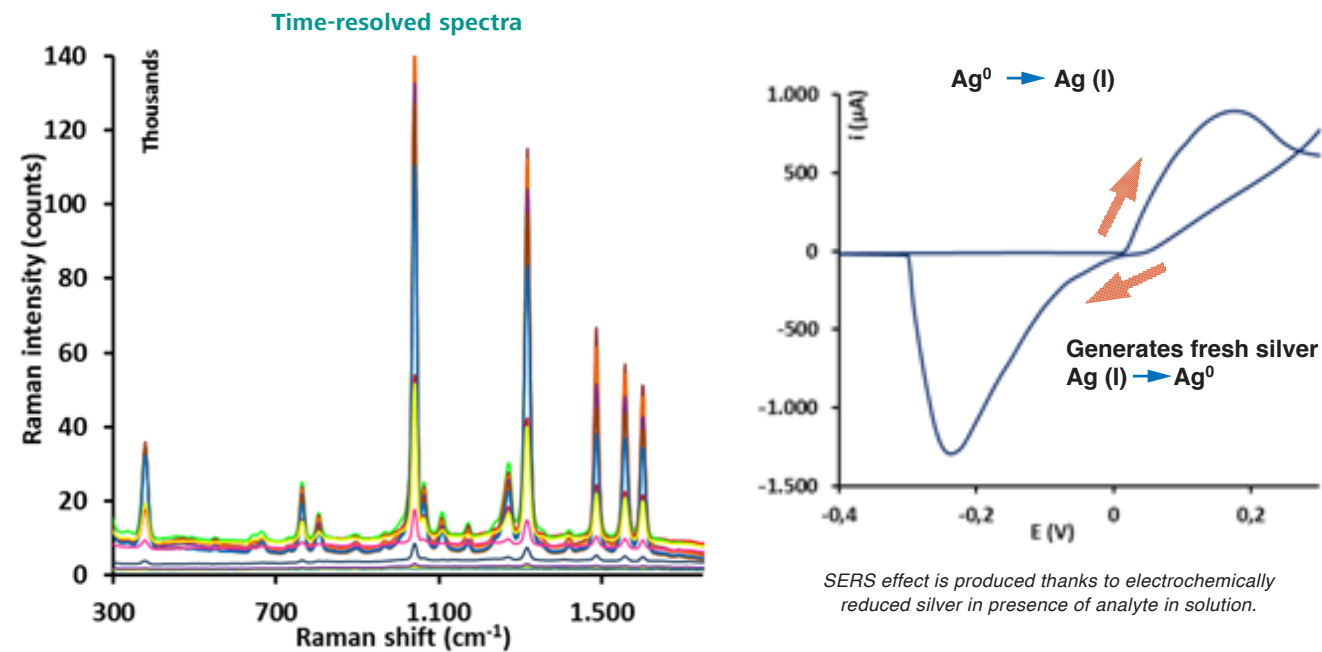 Time-resolved spectra
140
120
100
80
60
40
20
0
Thousands
Raman intensity (counts)
300
700
1.100
1.500
Raman shift (cm⁻¹)
Ag⁰ → Ag (I)
1.000
500
0
-500
-1.000
-1.500
i (µA)
Generates fresh silver
Ag (I) → Ag⁰
-0,4
-0,2
0
0,2
E (V)
SERS effect is produced thanks to electrochemically
reduced silver in presence of analyte in solution.